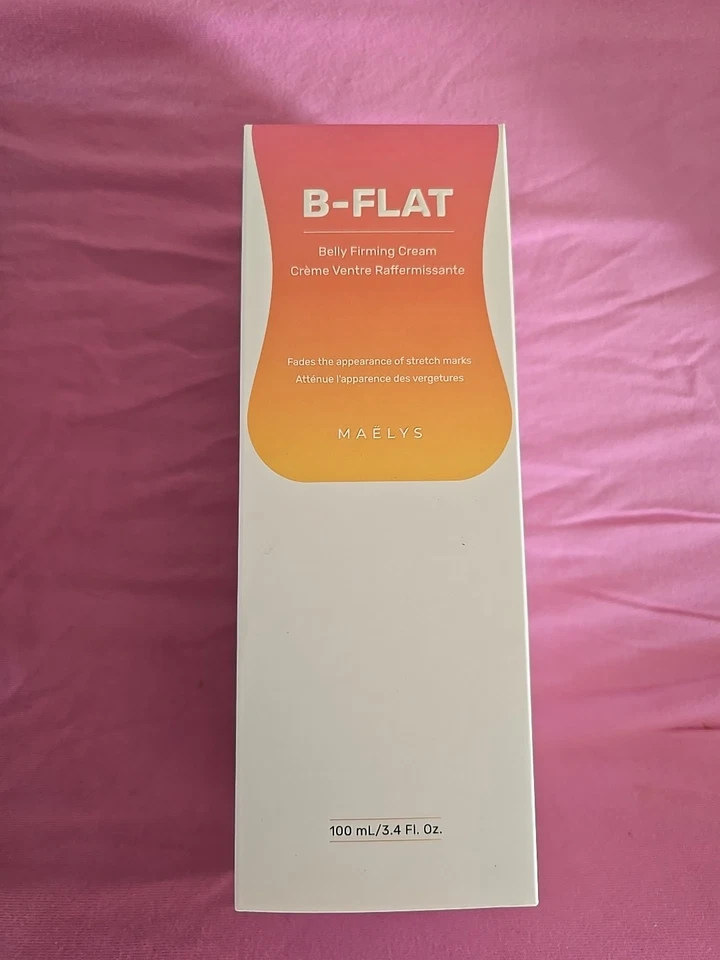 B-FLAT
Belly Firming Cream
Crème Ventre Raffermissante
Fades the appearance of stretch marks
Atténue l'apparence des vergetures
MAËLYS
100 mL/3.4 Fl. Oz.